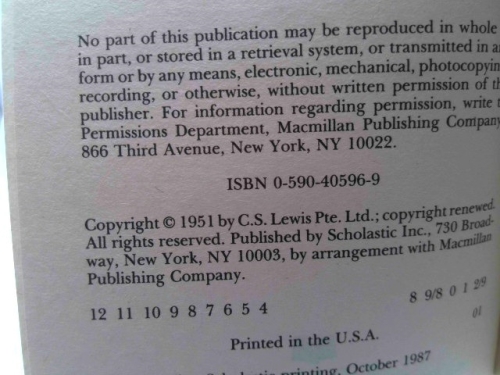 No part of this publication may be reproduced in whole
in part, or stored in a retrieval system, or transmitted in
form or by any means, electronic, mechanical, photocopyin
recording, or otherwise, without written permission of th
publisher. For information regarding permission, write t
Permissions Department, Macmillan Publishing Company
866 Third Avenue, New York, NY 10022.
ISBN 0-590-40596-9
Copyright © 1951 by C.S. Lewis Pte. Ltd.; copyright renewed.
All rights reserved. Published by Scholastic Inc., 730 Broad-
way, New York, NY 10003, by arrangement with Macmillan
Publishing Company.
12 11 10 9 8 7 6 5 4 8 9/8 0 1 2/9
01
Printed in the U.S.A.
Scholastic printing, October 1987